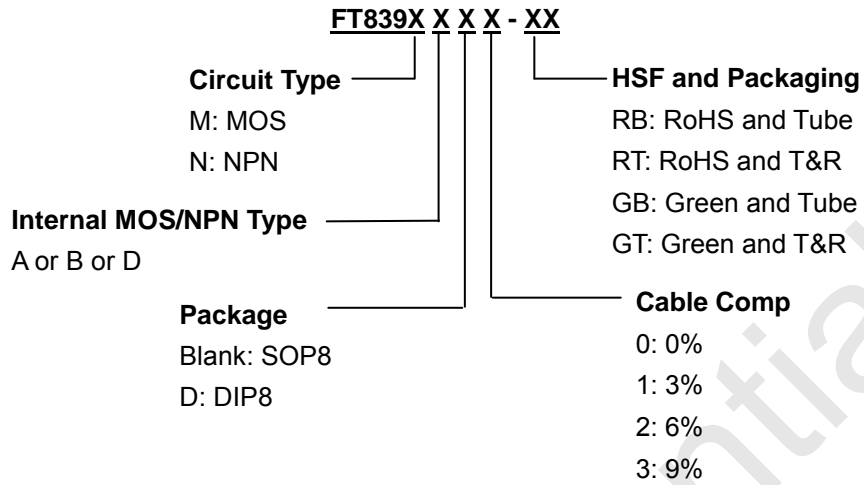 FT839X X X X - XX
Circuit Type
M: MOS
N: NPN
Internal MOS/NPN Type
A or B or D
Package
Blank: SOP8
D: DIP8
HSF and Packaging
RB: RoHS and Tube
RT: RoHS and T&R
GB: Green and Tube
GT: Green and T&R
Cable Comp
0: 0%
1: 3%
2: 6%
3: 9%